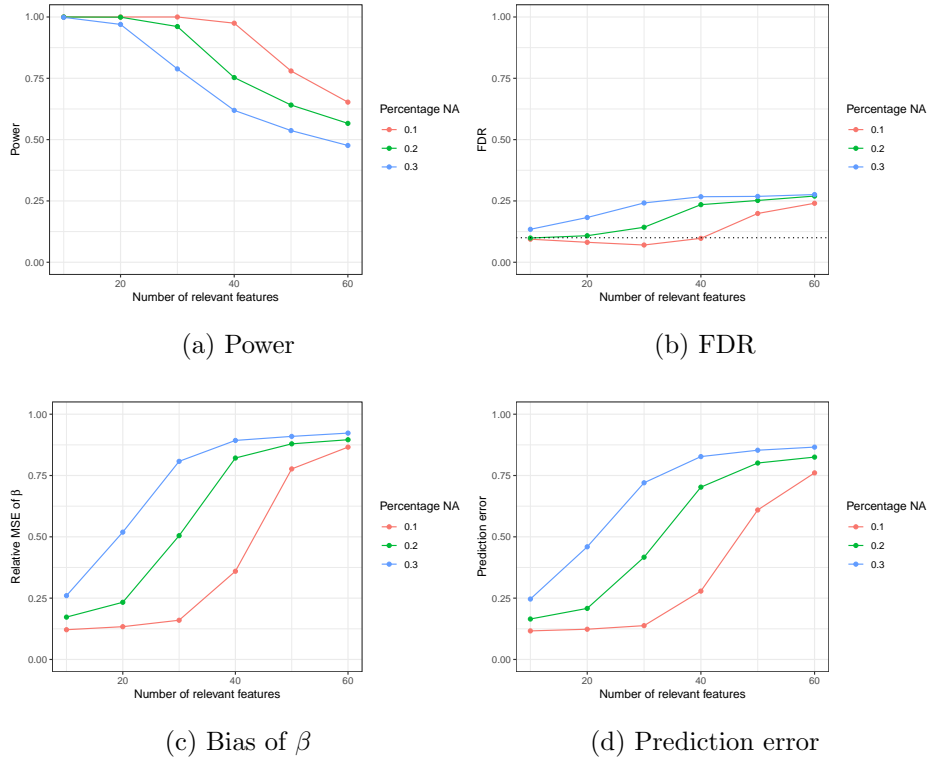 1.00
0.75
0.50
0.25
0.00
Power
20
40
60
Number of relevant features
Percentage NA
0.1
0.2
0.3
(a) Power
1.00
0.75
0.50
0.25
0.00
FDR
20
40
60
Number of relevant features
Percentage NA
0.1
0.2
0.3
(b) FDR
1.00
0.75
0.50
0.25
0.00
Relative MSE of β
20
40
60
Number of relevant features
Percentage NA
0.1
0.2
0.3
(c) Bias of β
1.00
0.75
0.50
0.25
0.00
Prediction error
20
40
60
Number of relevant features
Percentage NA
0.1
0.2
0.3
(d) Prediction error